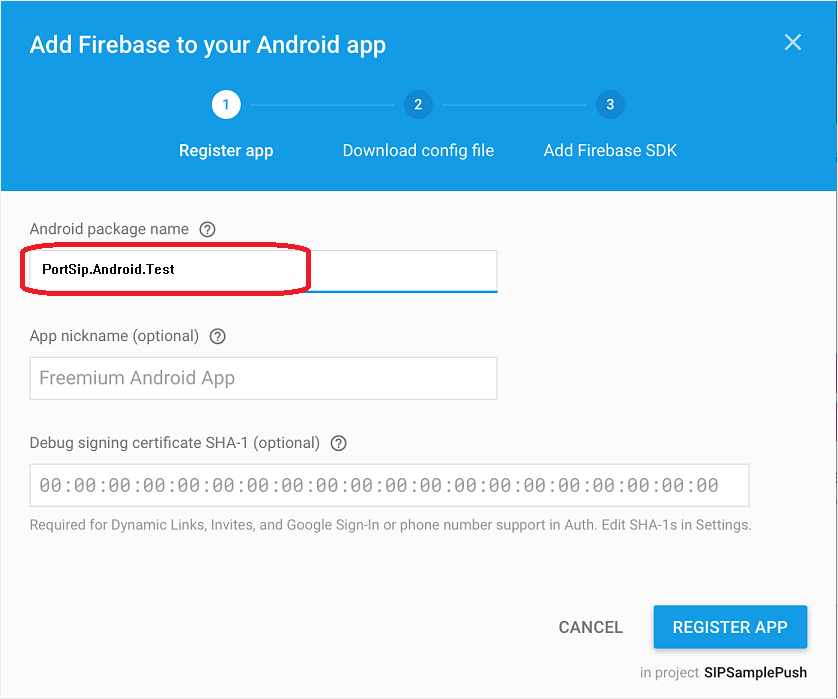 Add Firebase to your Android app
1 2 3
Register app Download config file Add Firebase SDK
Android package name ?
PortSip.Android.Test
App nickname (optional) ?
Freemium Android App
Debug signing certificate SHA-1 (optional) ?
00:00:00:00:00:00:00:00:00:00:00:00:00:00:00:00:00:00:00:00
Required for Dynamic Links, Invites, and Google Sign-In or phone number support in Auth. Edit SHA-1s in Settings.
CANCEL REGISTER APP
in project SIPSamplePush